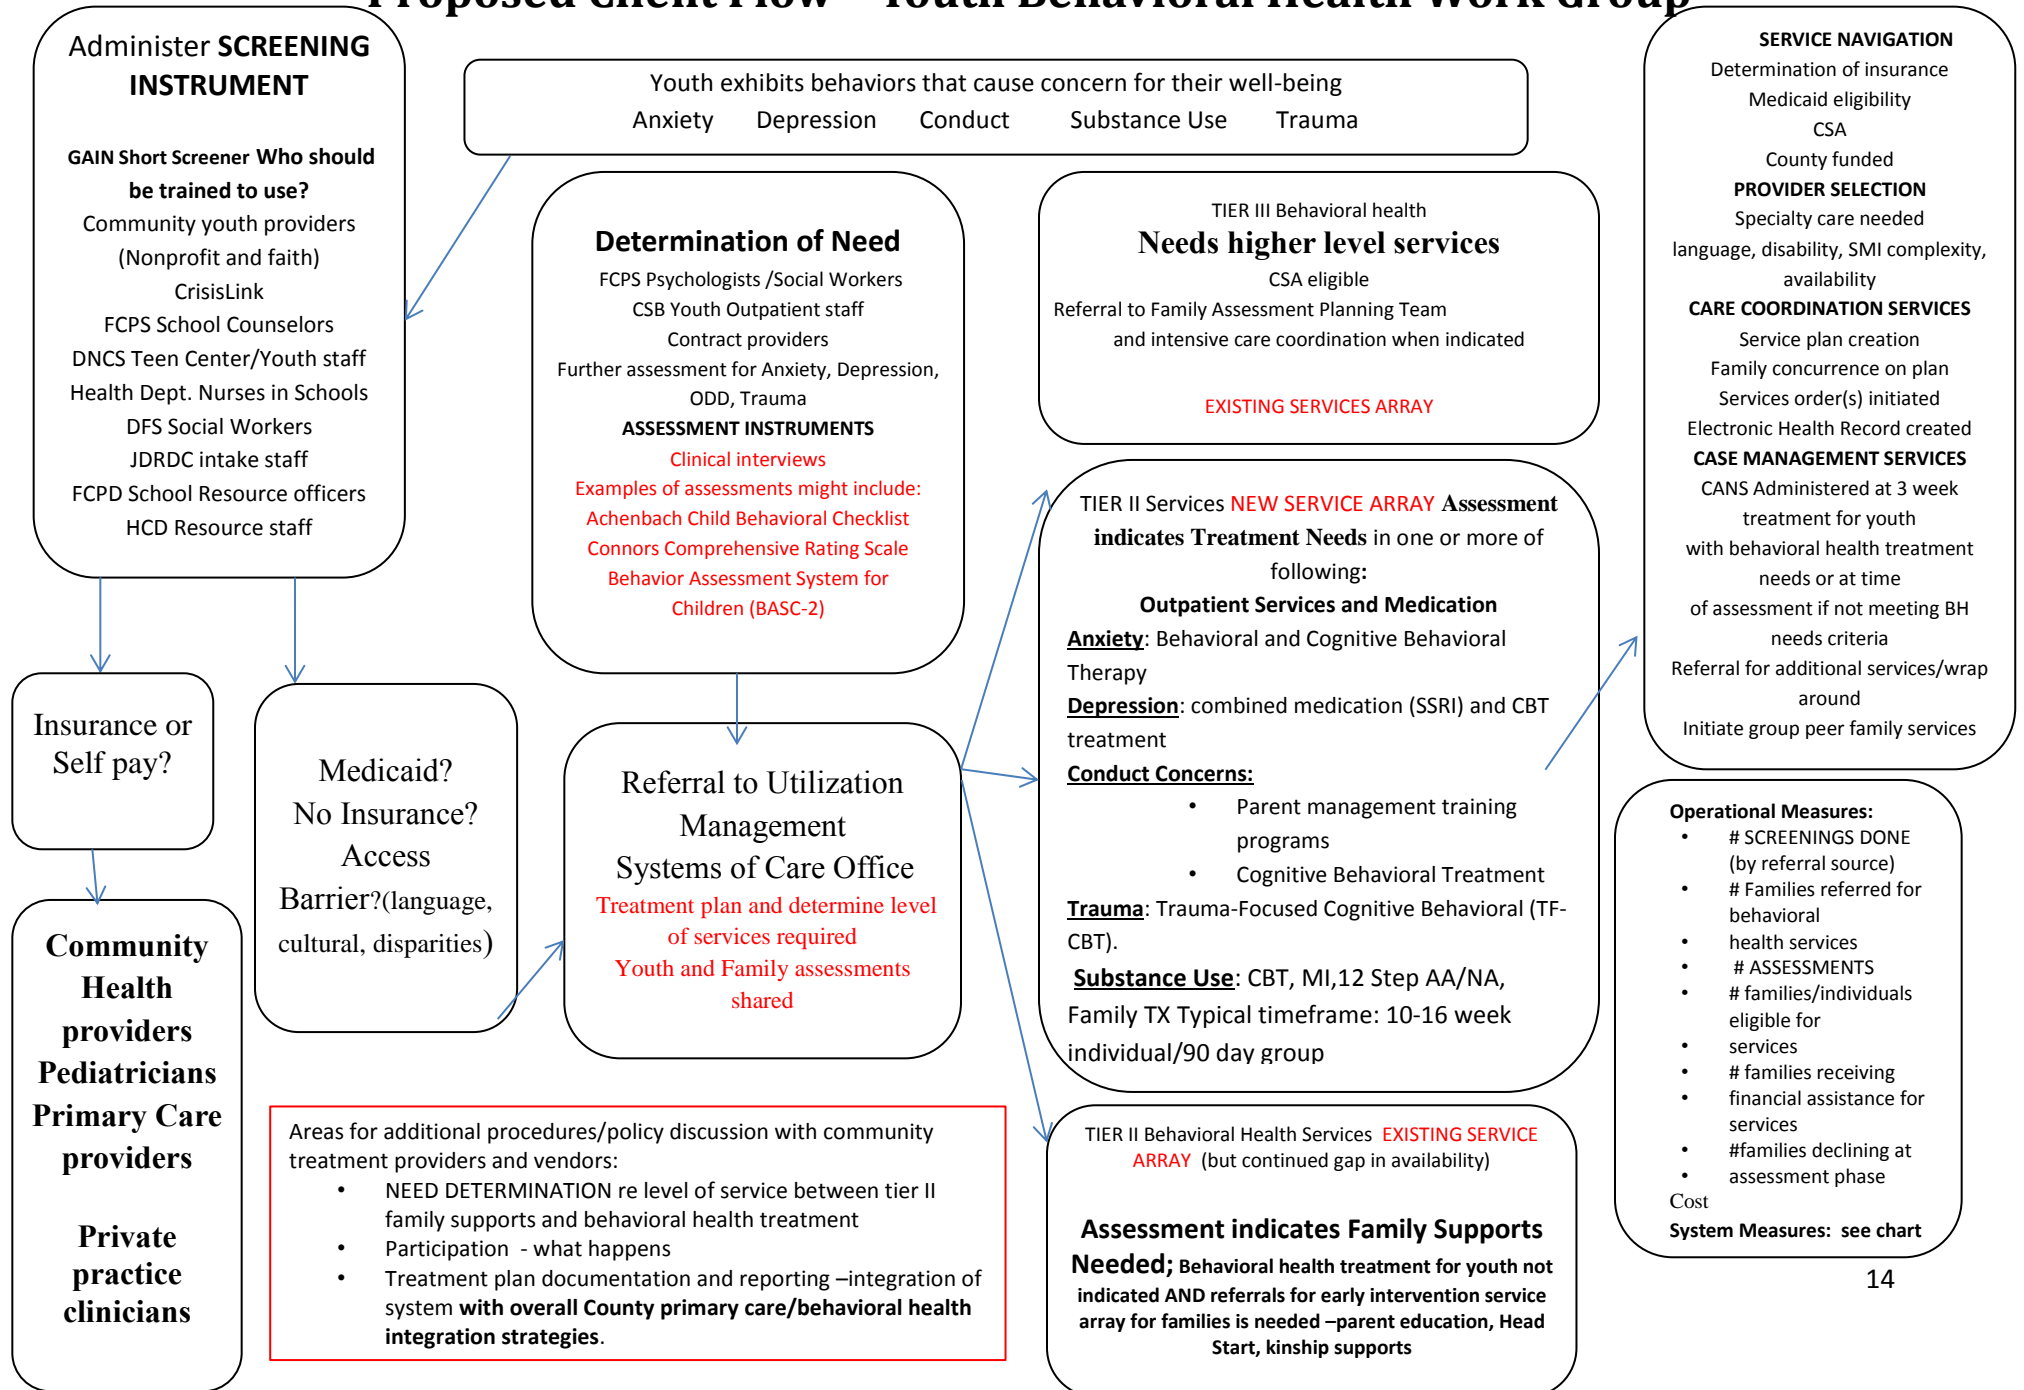 Proposed Client Flow – Youth Behavioral Health Work Group
Administer SCREENING
INSTRUMENT
GAIN Short Screener Who should
be trained to use?
Community youth providers
(Nonprofit and faith)
CrisisLink
FCPS School Counselors
DNCS Teen Center/Youth staff
Health Dept. Nurses in Schools
DFS Social Workers
JDRDC intake staff
FCPD School Resource officers
HCD Resource staff
Youth exhibits behaviors that cause concern for their well-being
Anxiety Depression Conduct Substance Use Trauma
Determination of Need
FCPS Psychologists /Social Workers
CSB Youth Outpatient staff
Contract providers
Further assessment for Anxiety, Depression,
ODD, Trauma
ASSESSMENT INSTRUMENTS
Clinical interviews
Examples of assessments might include:
Achenbach Child Behavioral Checklist
Connors Comprehensive Rating Scale
Behavior Assessment System for
Children (BASC-2)
TIER III Behavioral health
Needs higher level services
CSA eligible
Referral to Family Assessment Planning Team
and intensive care coordination when indicated
EXISTING SERVICES ARRAY
SERVICE NAVIGATION
Determination of insurance
Medicaid eligibility
CSA
County funded
PROVIDER SELECTION
Specialty care needed
language, disability, SMI complexity,
availability
CARE COORDINATION SERVICES
Service plan creation
Family concurrence on plan
Services order(s) initiated
Electronic Health Record created
CASE MANAGEMENT SERVICES
CANS Administered at 3 week
treatment for youth
with behavioral health treatment
needs or at time
of assessment if not meeting BH
needs criteria
Referral for additional services/wrap
around
Initiate group peer family services
TIER II Services NEW SERVICE ARRAY Assessment
indicates Treatment Needs in one or more of
following:
Outpatient Services and Medication
Anxiety: Behavioral and Cognitive Behavioral
Therapy
Depression: combined medication (SSRI) and CBT
treatment
Conduct Concerns:
• Parent management training
programs
• Cognitive Behavioral Treatment
Trauma: Trauma-Focused Cognitive Behavioral (TF-
CBT).
Substance Use: CBT, MI,12 Step AA/NA,
Family TX Typical timeframe: 10-16 week
individual/90 day group
Insurance or
Self pay?
Medicaid?
No Insurance?
Access
Barrier?(language,
cultural, disparities)
Referral to Utilization
Management
Systems of Care Office
Treatment plan and determine level
of services required
Youth and Family assessments
shared
Community
Health
providers
Pediatricians
Primary Care
providers
Private
practice
clinicians
Areas for additional procedures/policy discussion with community
treatment providers and vendors:
• NEED DETERMINATION re level of service between tier II
family supports and behavioral health treatment
• Participation - what happens
• Treatment plan documentation and reporting –integration of
system with overall County primary care/behavioral health
integration strategies.
TIER II Behavioral Health Services EXISTING SERVICE
ARRAY (but continued gap in availability)
Assessment indicates Family Supports
Needed; Behavioral health treatment for youth not
indicated AND referrals for early intervention service
array for families is needed –parent education, Head
Start, kinship supports
Operational Measures:
• # SCREENINGS DONE
(by referral source)
• # Families referred for
behavioral
• health services
• # ASSESSMENTS
• # families/individuals
eligible for
• services
• # families receiving
• financial assistance for
services
• #families declining at
• assessment phase
Cost
System Measures: see chart
14